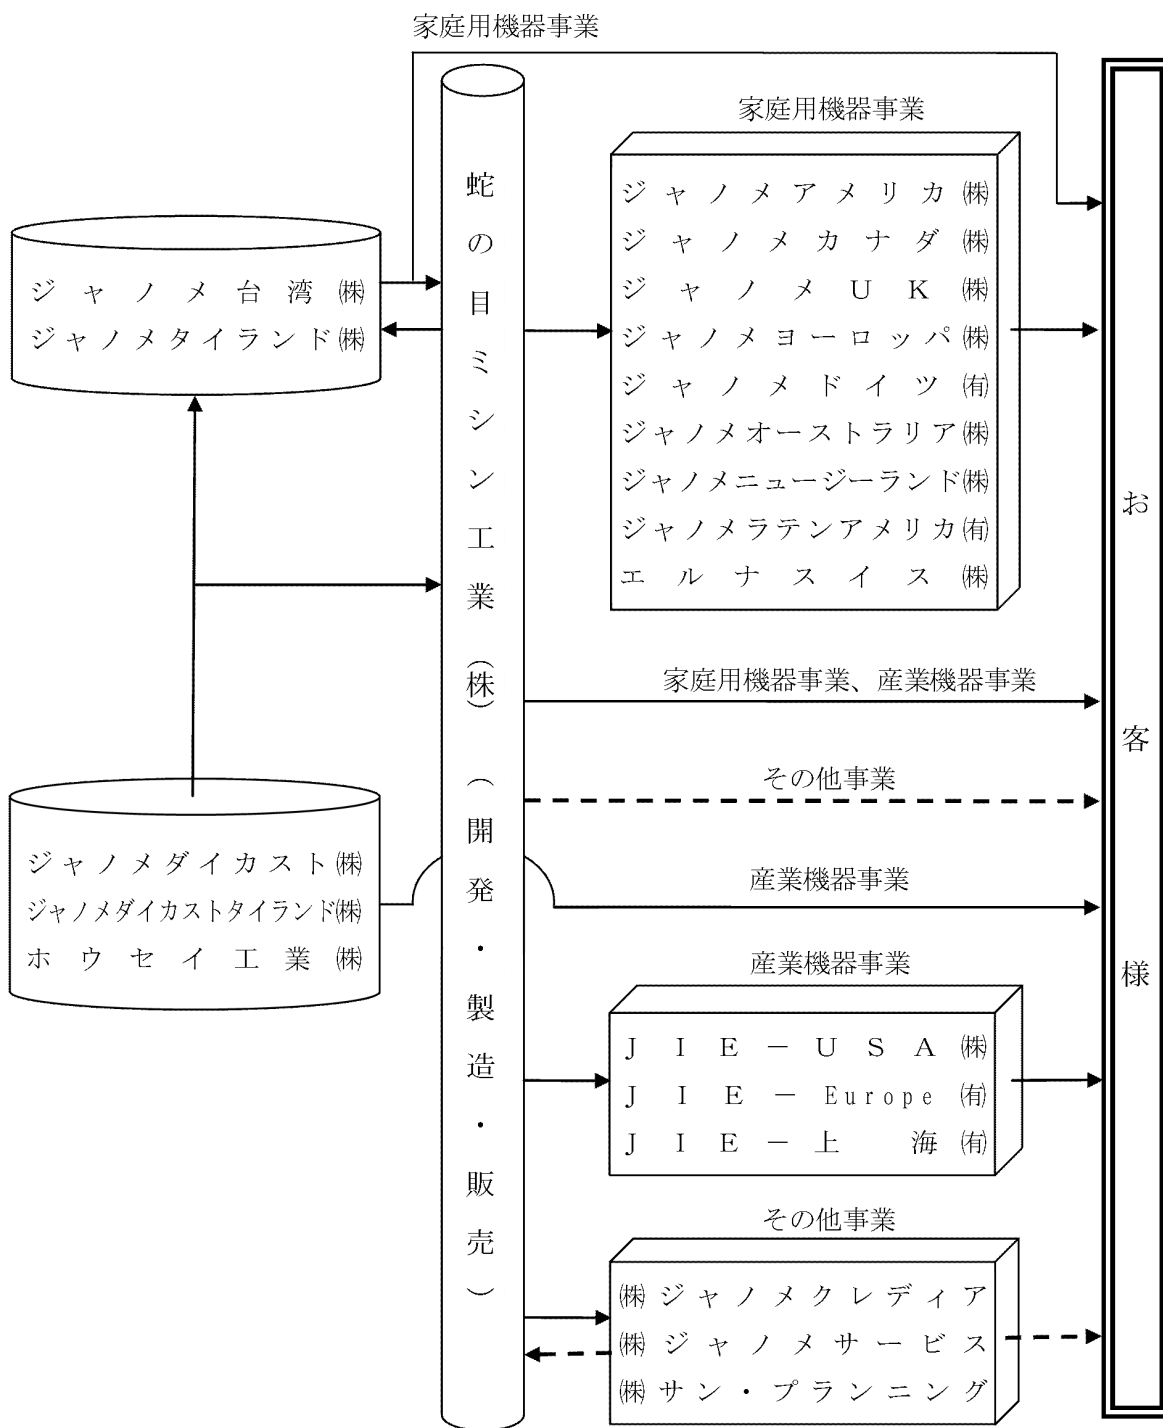 家庭用機器事業
ジャノメ台湾㈱
ジャノメタイランド㈱
ジャノメダイカスト㈱
ジャノメダイカストタイランド㈱
ホウセイ工業㈱
蛇の目ミシン工業(株)(開発・製造・販売)
家庭用機器事業
ジャノメアメリカ㈱
ジャノメカナダ㈱
ジャノメUK㈱
ジャノメヨーロッパ㈱
ジャノメドイツ㈲
ジャノメオーストラリア㈱
ジャノメニュージーランド㈱
ジャノメラテンアメリカ㈲
エルナスイス㈱
家庭用機器事業、産業機器事業
その他事業
産業機器事業
産業機器事業
JIE-USA㈱
JIE-Europe㈲
JIE-上海㈲
その他事業
㈱ジャノメクレディア
㈱ジャノメサービス
㈱サン・プランニング
お客様